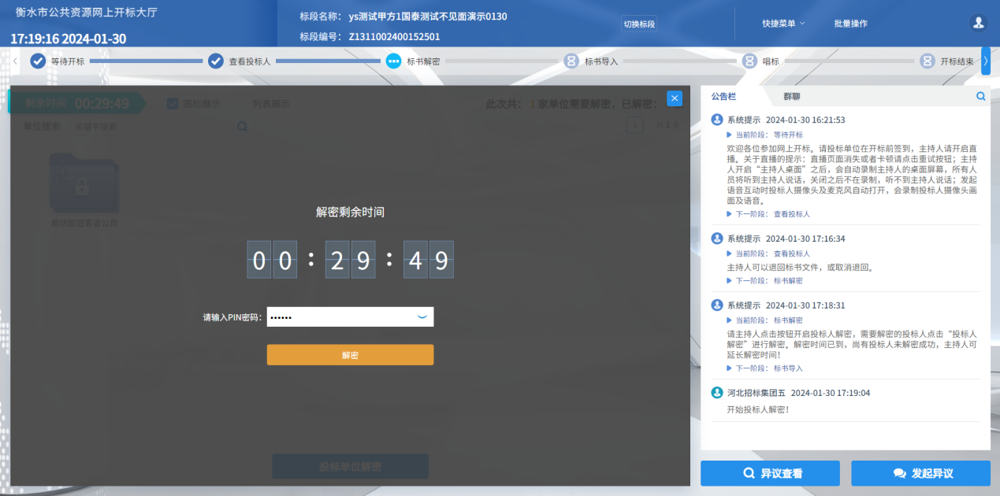 衡水市公共资源网上开标大厅
17:19:16 2024-01-30
标段名称： ys测试甲方1国泰测试不见面演示0130
标段编号： Z1311002400152501
切换标段
快捷菜单
批量操作
等待开标
查看投标人
标书解密
标书导入
唱标
开标结束
剩余时间 00:29:49
图标展示
列表展示
此次共： 1 家单位需要解密，已解密：
单位搜索
关键字搜索
1
共 1 条
廊坊欧冠客运公司
解密剩余时间
00:29:49
请输入PIN密码：
••••••
解密
投标单位解密
公告栏
群聊
系统提示 2024-01-30 16:21:53
当前阶段： 等待开标
欢迎各位参加网上开标。请投标单位在开标前签到，主持人请开启直
播。关于直播的提示：直播页面消失或者卡顿请点击重试按钮；主持
人开启“主持人桌面”之后，会自动录制主持人的桌面屏幕，所有人
员将听到主持人说话，关闭之后不在录制，听不到主持人说话；发起
语音互动时投标人摄像头及麦克风自动打开，会录制投标人摄像头画
面及语音。
下一阶段： 查看投标人
系统提示 2024-01-30 17:16:34
当前阶段： 查看投标人
主持人可以退回标书文件，或取消退回。
下一阶段： 标书解密
系统提示 2024-01-30 17:18:31
当前阶段： 标书解密
请主持人点击按钮开启投标人解密，需要解密的投标人点击“投标人
解密”进行解密。解密时间已到，尚有投标人未解密成功，主持人可
延长解密时间！
下一阶段： 标书导入
河北招标集团五 2024-01-30 17:19:04
开始投标人解密！
异议查看
发起异议